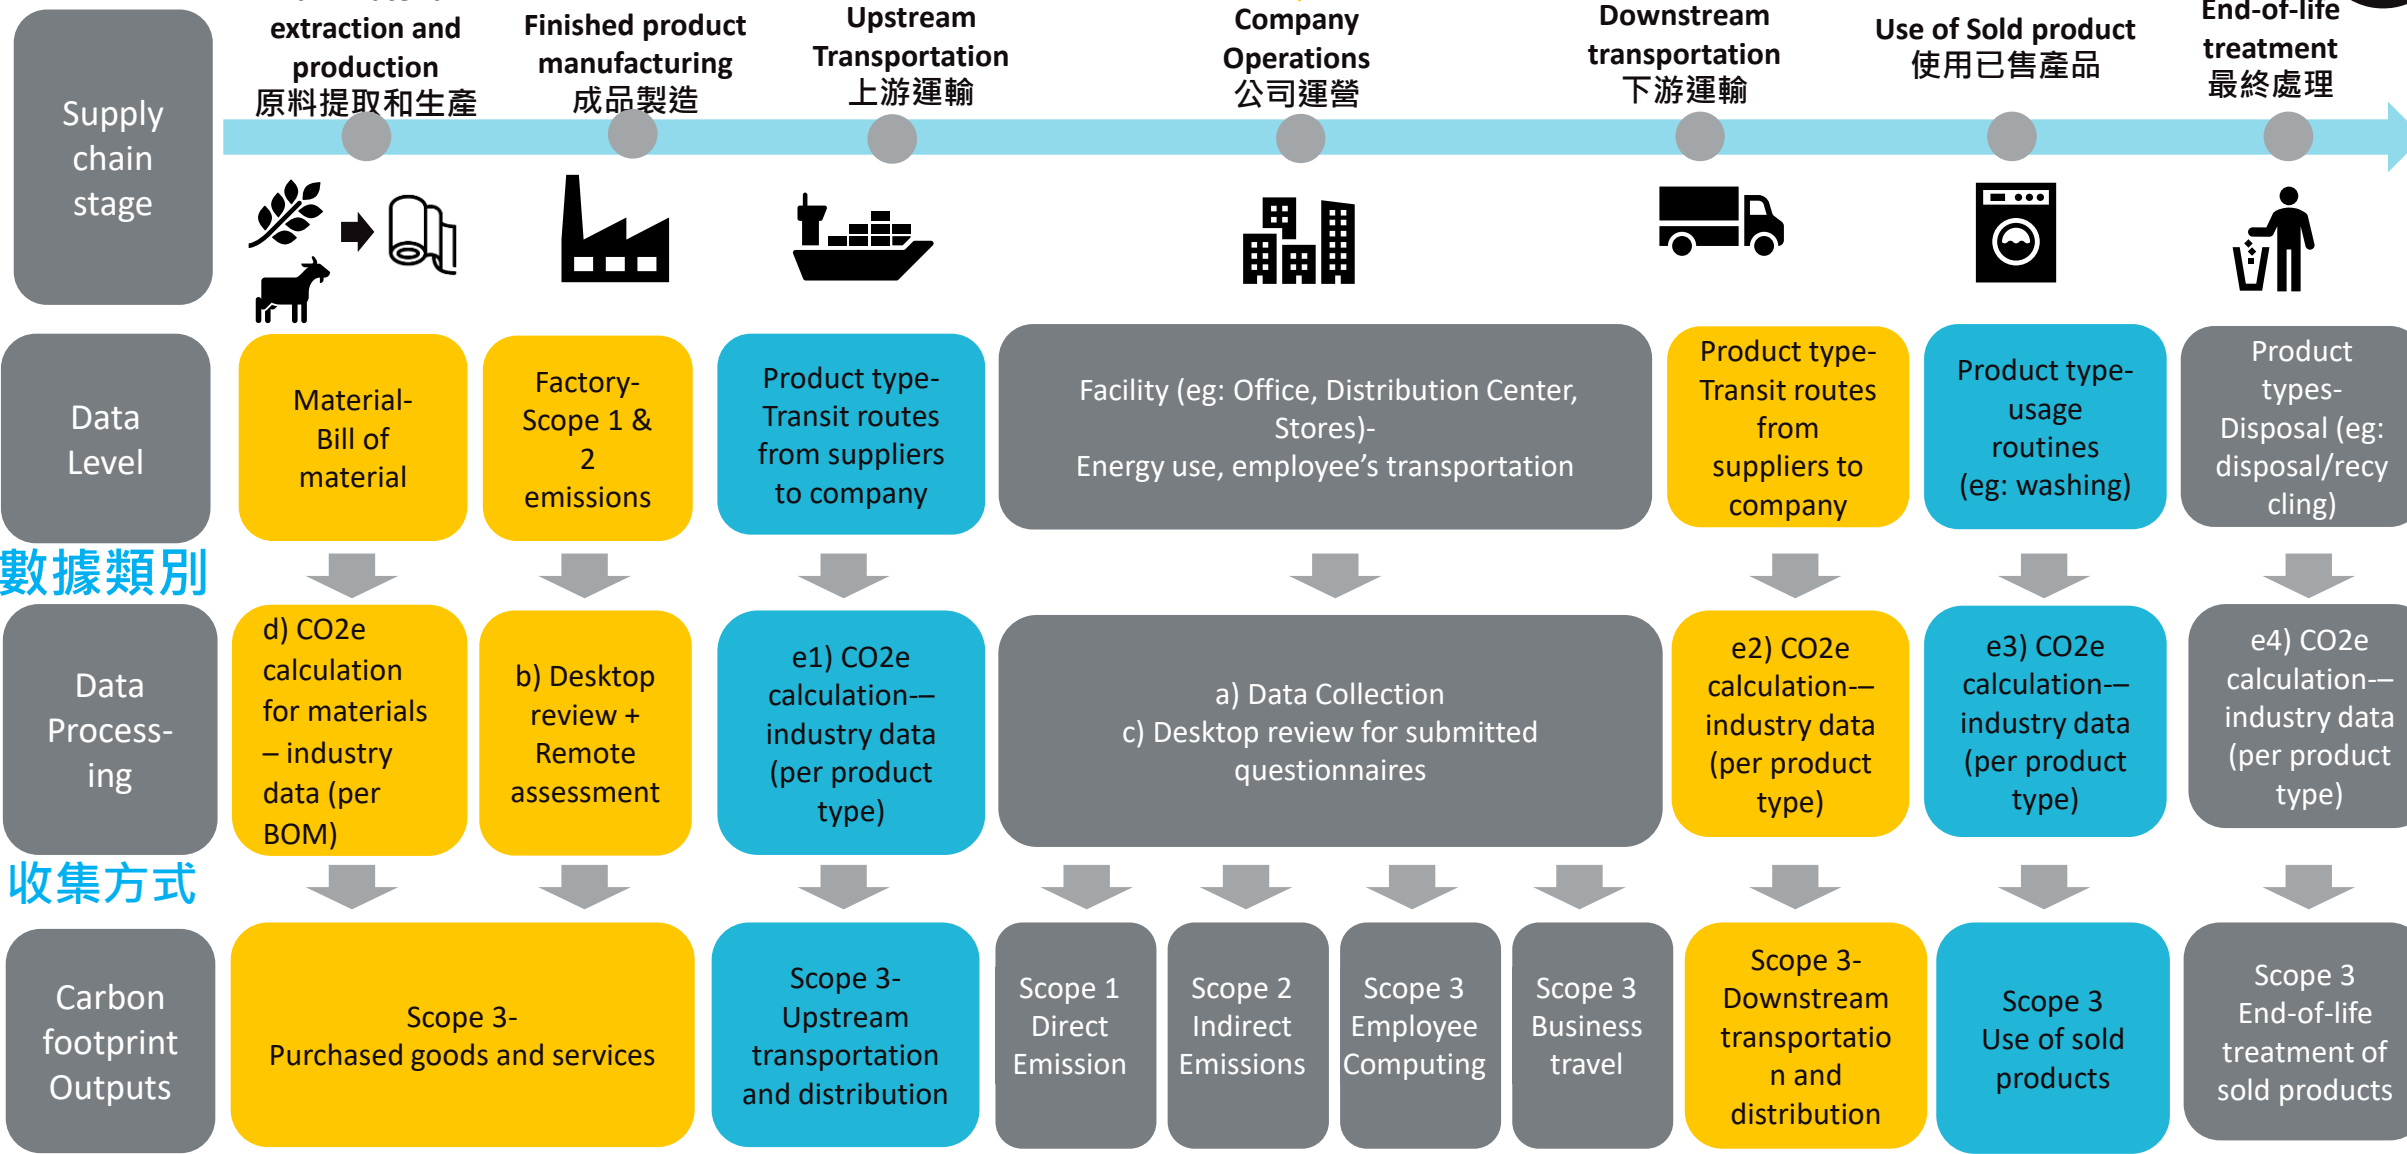 extraction and
production
原料提取和生產
Finished product
manufacturing
成品製造
Upstream
Transportation
上游運輸
Company
Operations
公司運營
Downstream
transportation
下游運輸
Use of Sold product
使用已售產品
End-of-life
treatment
最終處理
Supply
chain
stage
Data
Level
Material-
Bill of
material
Factory-
Scope 1 &
2
emissions
Product type-
Transit routes
from suppliers
to company
Facility (eg: Office, Distribution Center,
Stores)-
Energy use, employee’s transportation
Product type-
Transit routes
from
suppliers to
company
Product type-
usage
routines
(eg: washing)
Product
types-
Disposal (eg:
disposal/recy
cling)
數據類別
Data
Process-
ing
d) CO2e
calculation
for materials
– industry
data (per
BOM)
b) Desktop
review +
Remote
assessment
e1) CO2e
calculation-–
industry data
(per product
type)
a) Data Collection
c) Desktop review for submitted
questionnaires
e2) CO2e
calculation-–
industry data
(per product
type)
e3) CO2e
calculation-–
industry data
(per product
type)
e4) CO2e
calculation-–
industry data
(per product
type)
收集方式
Carbon
footprint
Outputs
Scope 3-
Purchased goods and services
Scope 3-
Upstream
transportation
and distribution
Scope 1
Direct
Emission
Scope 2
Indirect
Emissions
Scope 3
Employee
Computing
Scope 3
Business
travel
Scope 3-
Downstream
transportatio
n and
distribution
Scope 3
Use of sold
products
Scope 3
End-of-life
treatment of
sold products